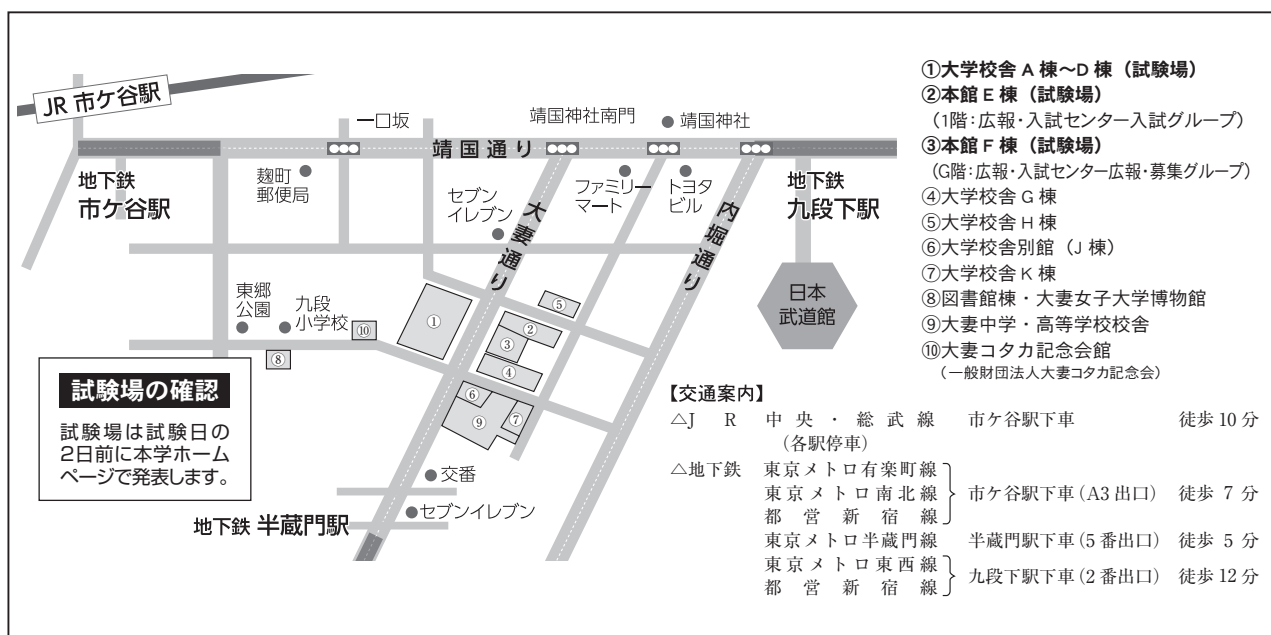 JR 市ケ谷駅
一口坂
靖国神社南門
靖国神社
靖国通り
地下鉄
市ケ谷駅
麹町
郵便局
セブン
イレブン
大妻通り
ファミリー
マート
トヨタ
ビル
内堀通り
地下鉄
九段下駅
日本
武道館
東郷
公園
九段
小学校
⑩
①
⑤
②
③
④
⑧
⑥
⑨
⑦
試験場の確認
試験場は試験日の
2日前に本学ホーム
ページで発表します。
交番
セブンイレブン
地下鉄 半蔵門駅
①大学校舎 A 棟〜D 棟(試験場)
②本館 E 棟(試験場)
(1階:広報・入試センター入試グループ)
③本館 F 棟(試験場)
(G階:広報・入試センター広報・募集グループ)
④大学校舎 G 棟
⑤大学校舎 H 棟
⑥大学校舎別館(J 棟)
⑦大学校舎 K 棟
⑧図書館棟・大妻女子大学博物館
⑨大妻中学・高等学校校舎
⑩大妻コタカ記念会館
(一般財団法人大妻コタカ記念会)
【交通案内】
△J R 中央・総武線 市ケ谷駅下車 徒歩 10 分
(各駅停車)
△地下鉄 東京メトロ有楽町線
東京メトロ南北線 市ケ谷駅下車(A3 出口) 徒歩 7 分
都営新宿線
東京メトロ半蔵門線 半蔵門駅下車(5 番出口) 徒歩 5 分
東京メトロ東西線
都営新宿線 九段下駅下車(2 番出口) 徒歩 12 分